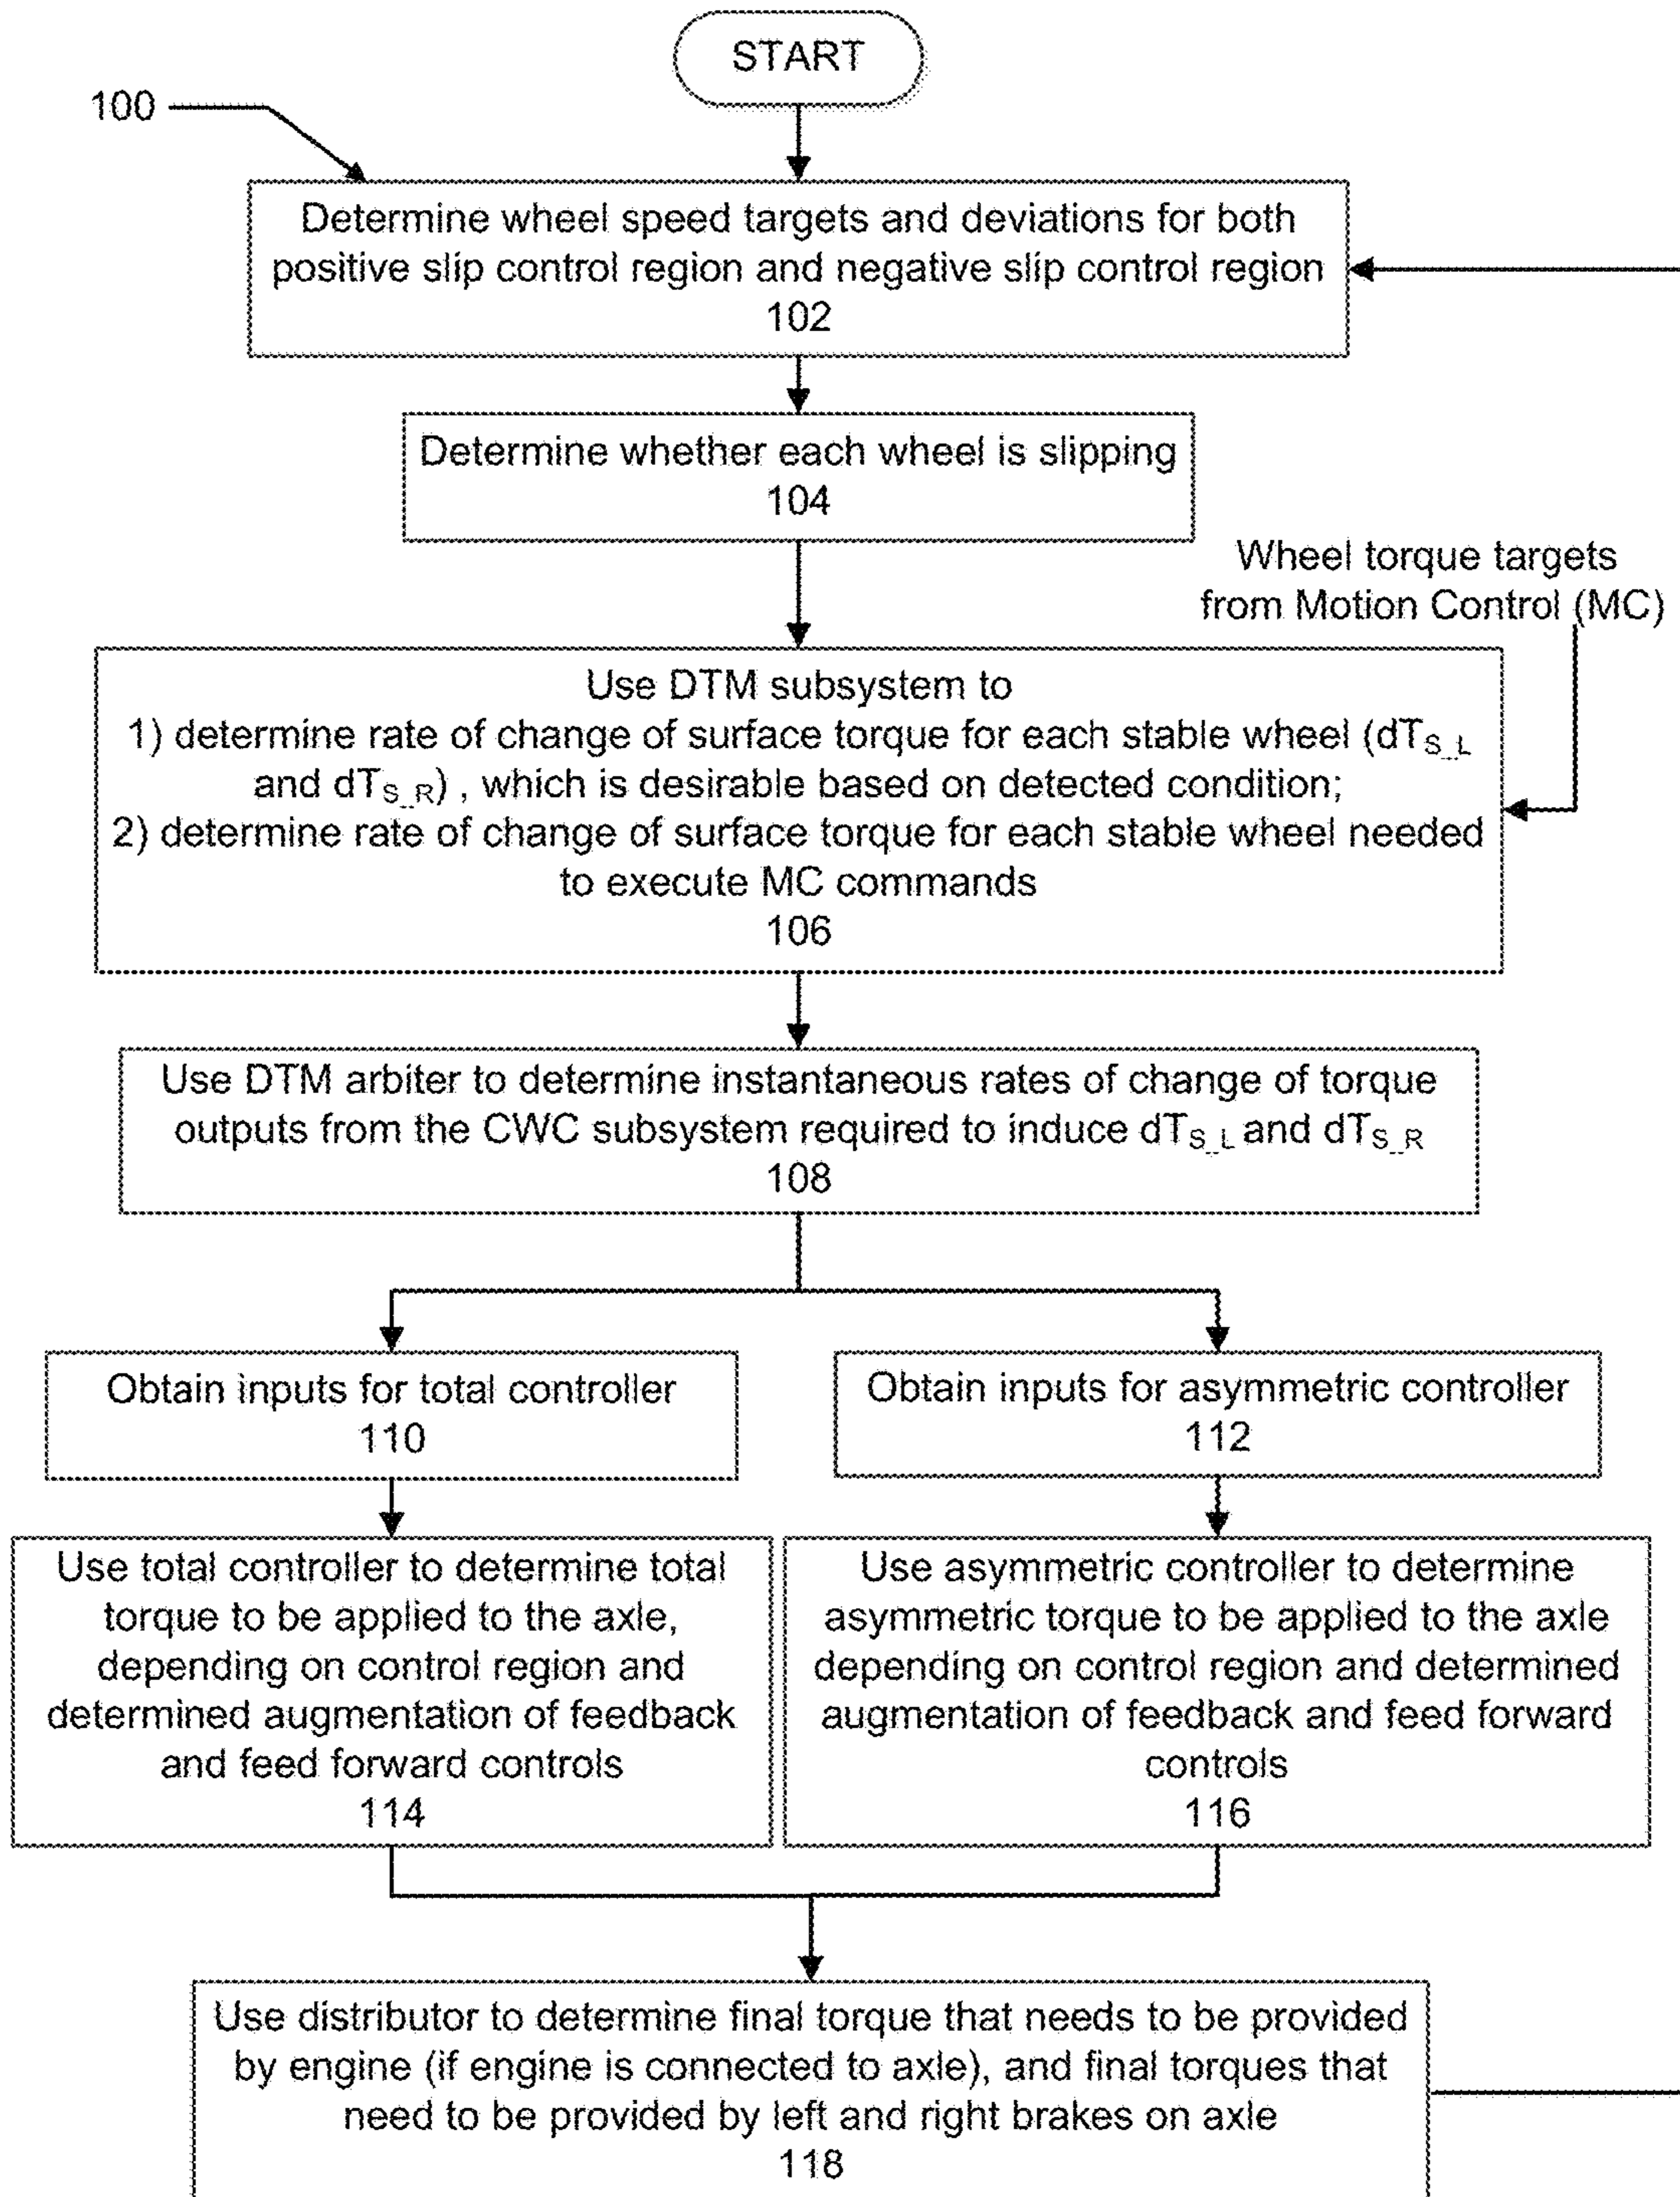 START
100
Determine wheel speed targets and deviations for both
positive slip control region and negative slip control region
102
Determine whether each wheel is slipping
104
Wheel torque targets
from Motion Control (MC)
Use DTM subsystem to
1) determine rate of change of surface torque for each stable wheel (dTS_L
and dTS_R) , which is desirable based on detected condition;
2) determine rate of change of surface torque for each stable wheel needed
to execute MC commands
106
Use DTM arbiter to determine instantaneous rates of change of torque
outputs from the CWC subsystem required to induce dTS_L and dTS_R
108
Obtain inputs for total controller
110
Obtain inputs for asymmetric controller
112
Use total controller to determine total
torque to be applied to the axle,
depending on control region and
determined augmentation of feedback
and feed forward controls
114
Use asymmetric controller to determine
asymmetric torque to be applied to the axle
depending on control region and determined
augmentation of feedback and feed forward
controls
116
Use distributor to determine final torque that needs to be provided
by engine (if engine is connected to axle), and final torques that
need to be provided by left and right brakes on axle
118